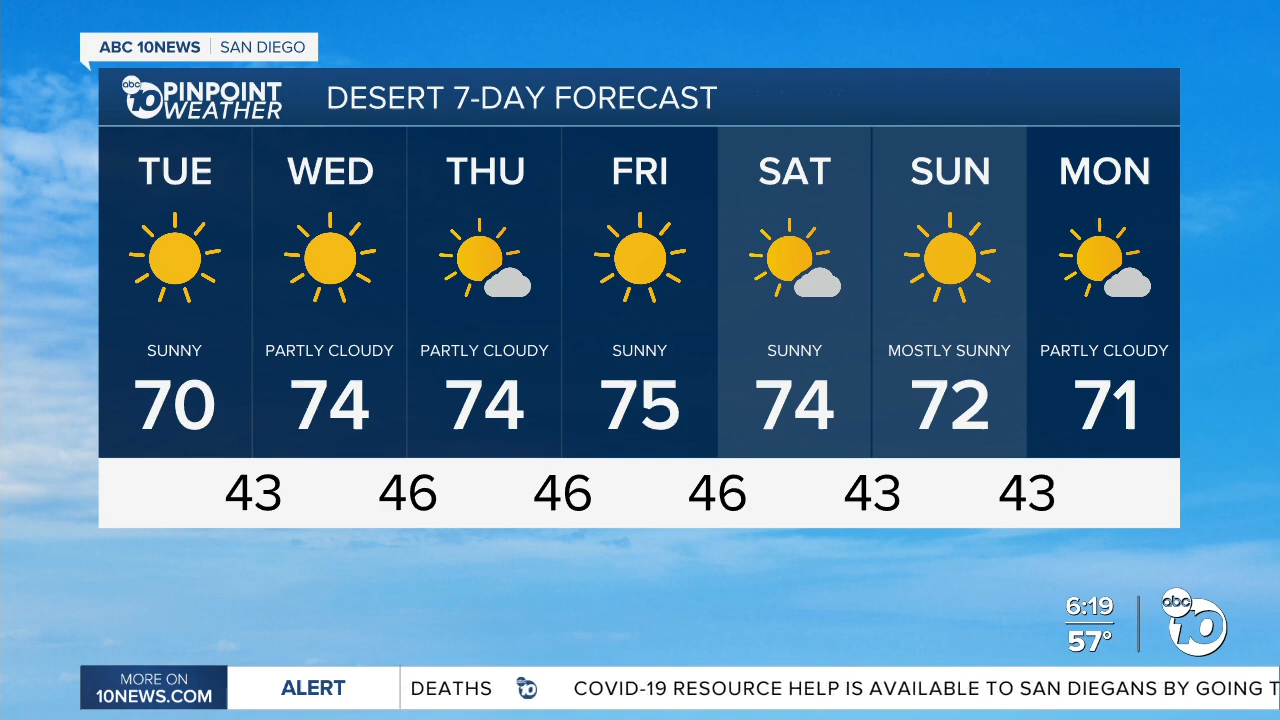 ABC 10NEWS | SAN DIEGO
abc 10 PINPOINT WEATHER
DESERT 7-DAY FORECAST
TUE WED THU FRI SAT SUN MON
SUNNY PARTLY CLOUDY PARTLY CLOUDY SUNNY SUNNY MOSTLY SUNNY PARTLY CLOUDY
70 74 74 75 74 72 71
43 46 46 46 43 43
6:19
57°
abc 10
MORE ON
10NEWS.COM
ALERT
DEATHS abc 10 COVID-19 RESOURCE HELP IS AVAILABLE TO SAN DIEGANS BY GOING T